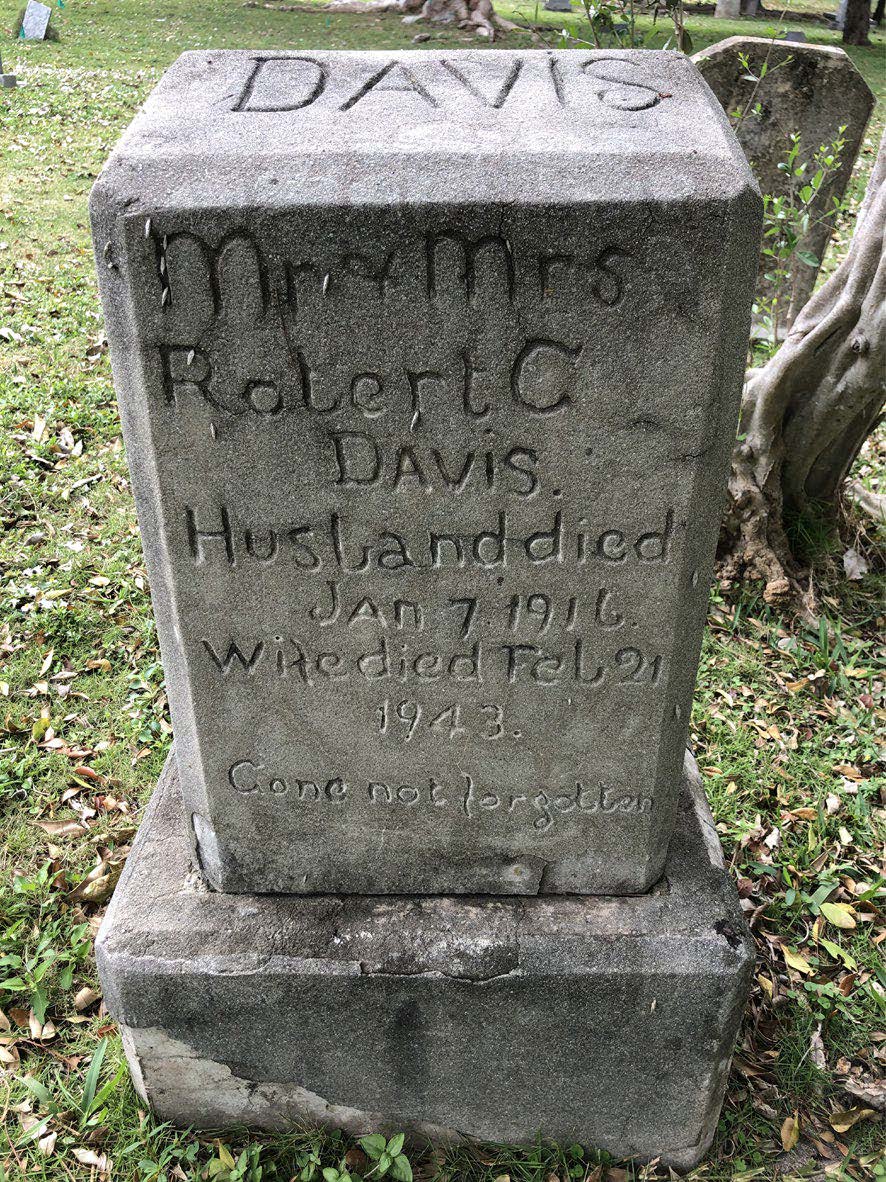 DAVIS
Mr & Mrs
Robert C
DAVIS.
Husband died
JAN 7. 1916.
Wife died Feb 21
1943.
Gone not forgotten